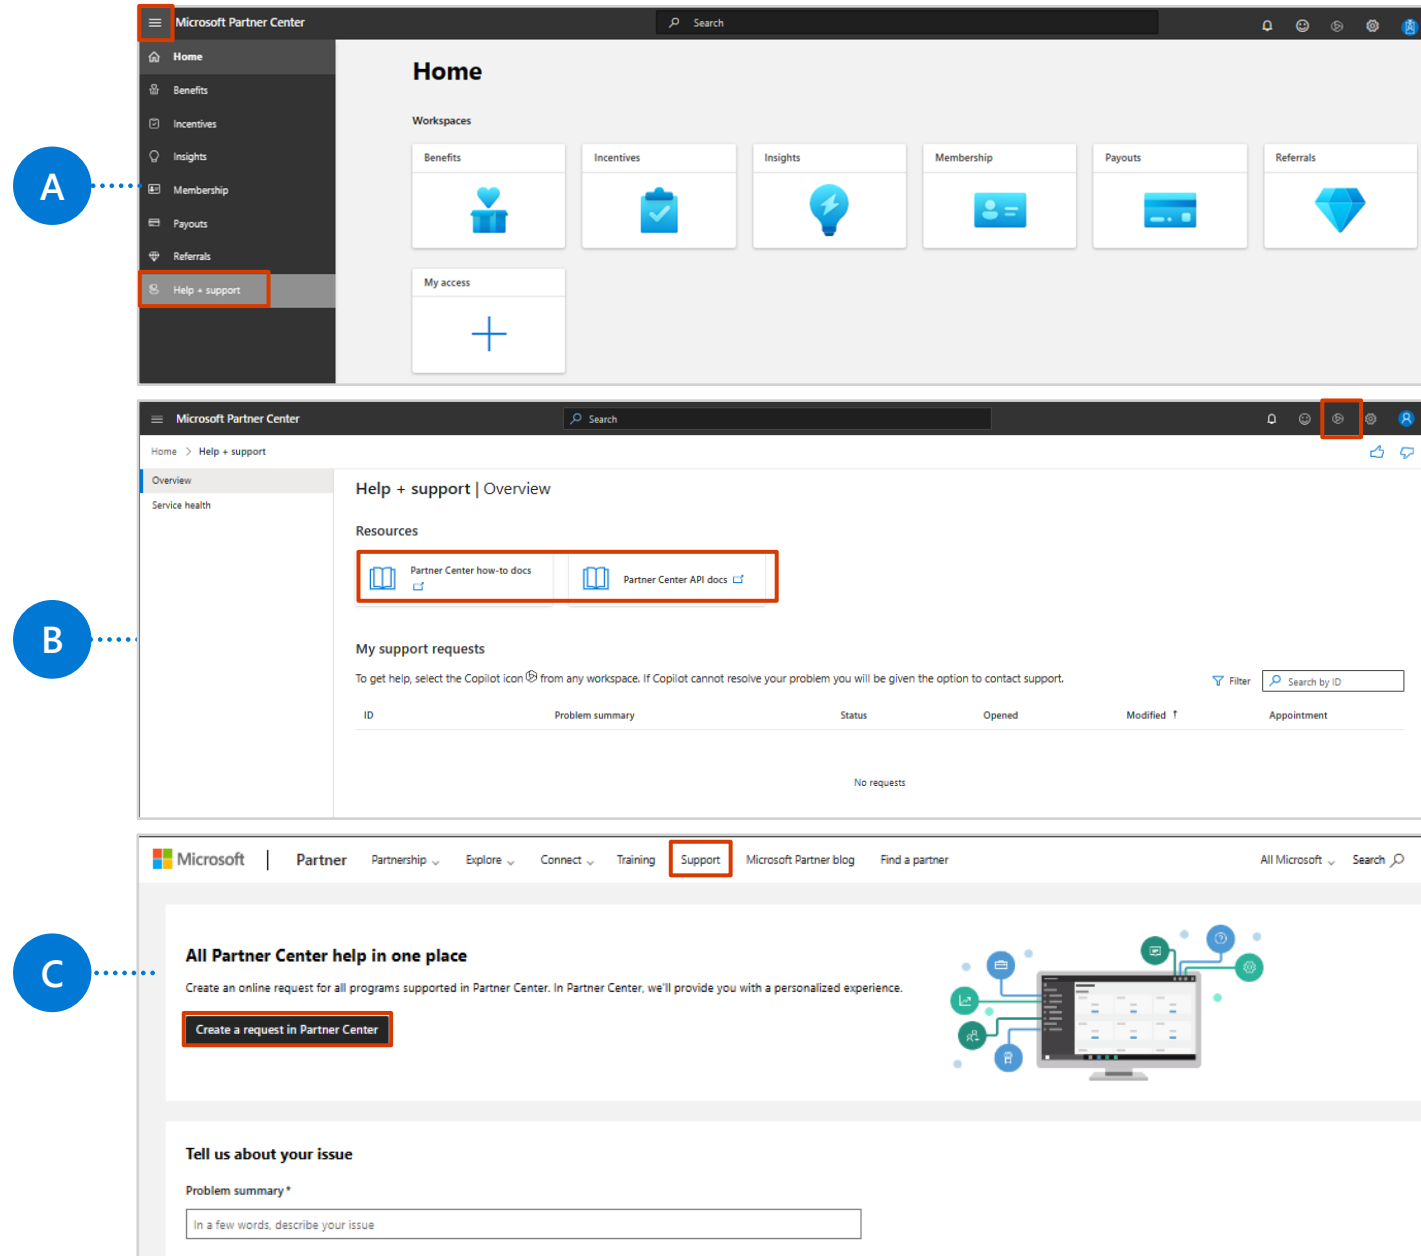 Microsoft Partner Center
Search
Home
Benefits
Incentives
Insights
Membership
Payouts
Referrals
Help + support
Home
Workspaces
Benefits
Incentives
Insights
Membership
Payouts
Referrals
My access
A
Microsoft Partner Center
Search
Home > Help + support
Overview
Service health
Help + support | Overview
Resources
Partner Center how-to docs
Partner Center API docs
My support requests
To get help, select the Copilot icon from any workspace. If Copilot cannot resolve your problem you will be given the option to contact support.
Filter
Search by ID
ID Problem summary Status Opened Modified ↑ Appointment
No requests
B
Microsoft | Partner Partnership Explore Connect Training Support Microsoft Partner blog Find a partner All Microsoft Search
All Partner Center help in one place
Create an online request for all programs supported in Partner Center. In Partner Center, we'll provide you with a personalized experience.
Create a request in Partner Center
C
Tell us about your issue
Problem summary *
In a few words, describe your issue